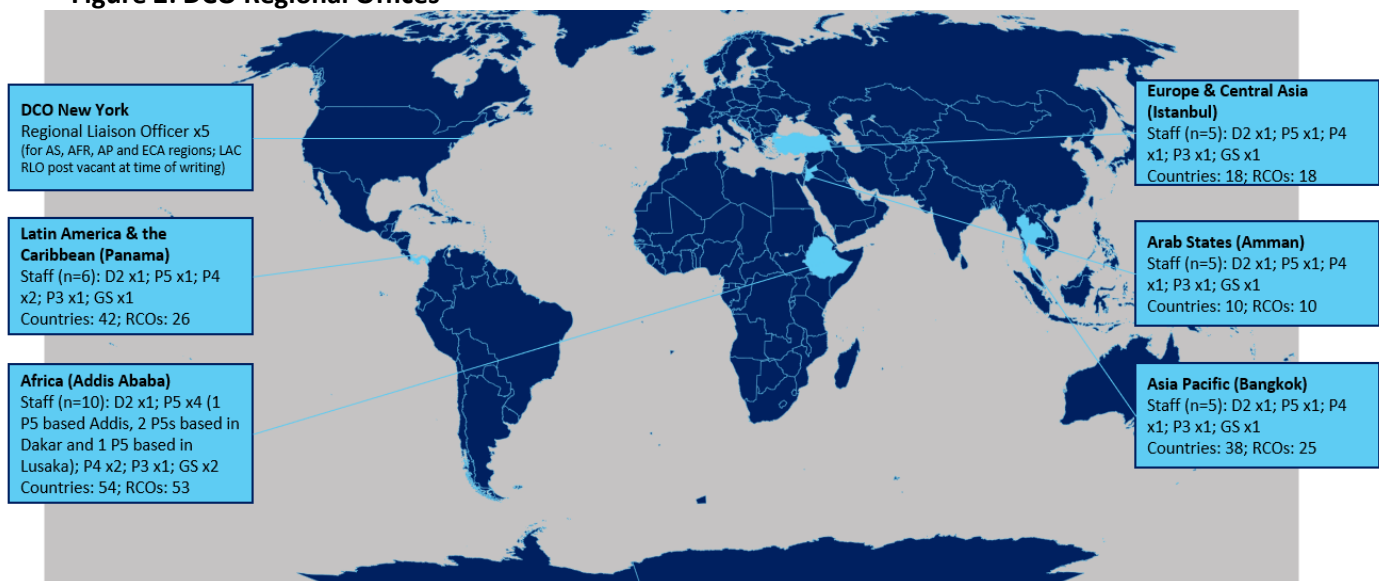 Figure 2: DCO Regional Offices
DCO New York
Regional Liaison Officer x5
(for AS, AFR, AP and ECA regions; LAC
RLO post vacant at time of writing)
Latin America & the
Caribbean (Panama)
Staff (n=6): D2 x1; P5 x1; P4
x2; P3 x1; GS x1
Countries: 42; RCOs: 26
Africa (Addis Ababa)
Staff (n=10): D2 x1; P5 x4 (1
P5 based Addis, 2 P5s based in
Dakar and 1 P5 based in
Lusaka); P4 x2; P3 x1; GS x2
Countries: 54; RCOs: 53
Europe & Central Asia
(Istanbul)
Staff (n=5): D2 x1; P5 x1; P4
x1; P3 x1; GS x1
Countries: 18; RCOs: 18
Arab States (Amman)
Staff (n=5): D2 x1; P5 x1; P4
x1; P3 x1; GS x1
Countries: 10; RCOs: 10
Asia Pacific (Bangkok)
Staff (n=5): D2 x1; P5 x1; P4
x1; P3 x1; GS x1
Countries: 38; RCOs: 25